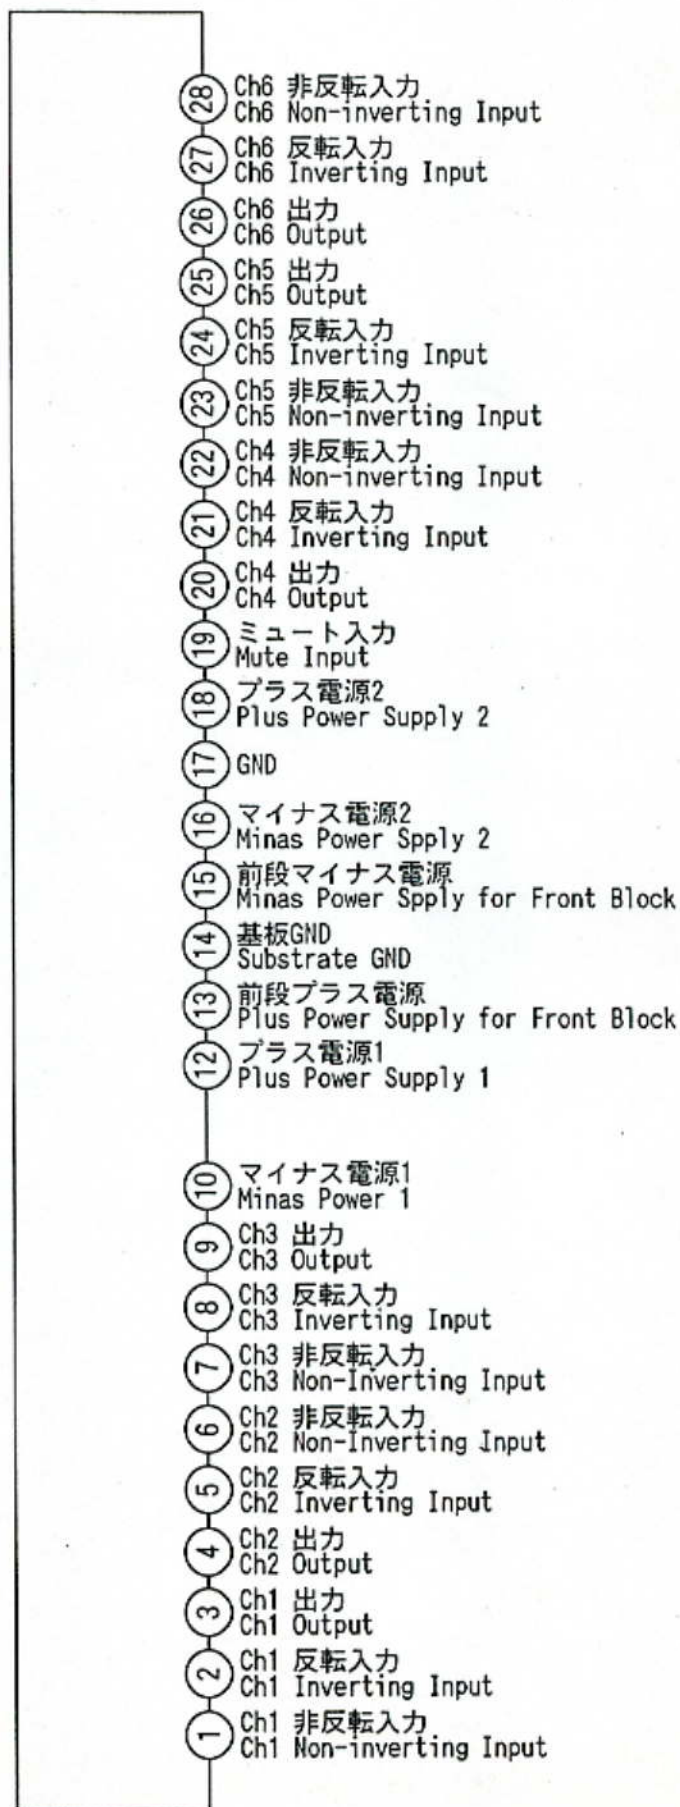 28 Ch6 非反転入力
Ch6 Non-inverting Input
27 Ch6 反転入力
Ch6 Inverting Input
26 Ch6 出力
Ch6 Output
25 Ch5 出力
Ch5 Output
24 Ch5 反転入力
Ch5 Inverting Input
23 Ch5 非反転入力
Ch5 Non-inverting Input
22 Ch4 非反転入力
Ch4 Non-inverting Input
21 Ch4 反転入力
Ch4 Inverting Input
20 Ch4 出力
Ch4 Output
19 ミュート入力
Mute Input
18 プラス電源2
Plus Power Supply 2
17 GND
16 マイナス電源2
Minas Power Spply 2
15 前段マイナス電源
Minas Power Spply for Front Block
14 基板GND
Substrate GND
13 前段プラス電源
Plus Power Supply for Front Block
12 プラス電源1
Plus Power Supply 1
10 マイナス電源1
Minas Power 1
9 Ch3 出力
Ch3 Output
8 Ch3 反転入力
Ch3 Inverting Input
7 Ch3 非反転入力
Ch3 Non-Inverting Input
6 Ch2 非反転入力
Ch2 Non-Inverting Input
5 Ch2 反転入力
Ch2 Inverting Input
4 Ch2 出力
Ch2 Output
3 Ch1 出力
Ch1 Output
2 Ch1 反転入力
Ch1 Inverting Input
1 Ch1 非反転入力
Ch1 Non-inverting Input